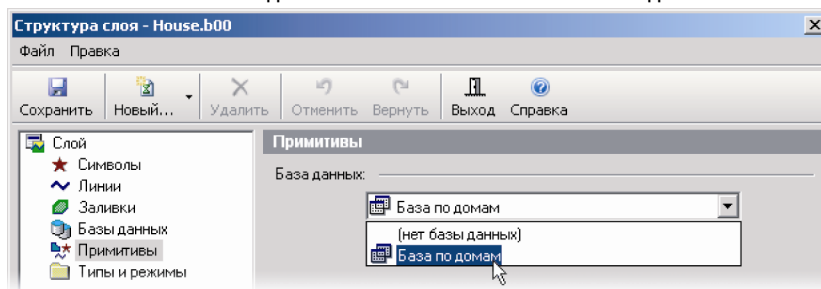 Структура слоя - House.b00
Файл Правка
Сохранить Новый... Удалить Отменить Вернуть Выход Справка
Слой
Символы
Линии
Заливки
Базы данных
Примитивы
Типы и режимы
Примитивы
База данных:
База по домам
(нет базы данных)
База по домам